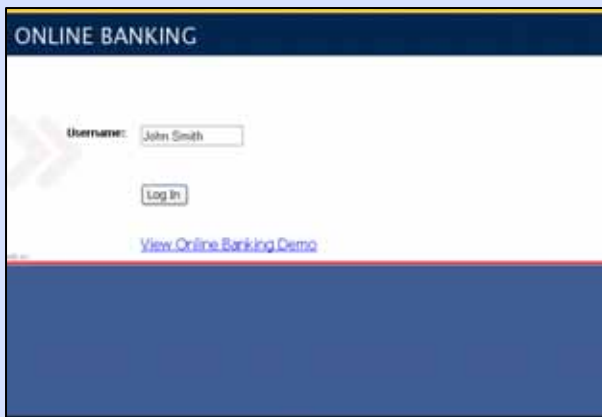 ONLINE BANKING
Username: John Smith
Log In
View Online Banking Demo